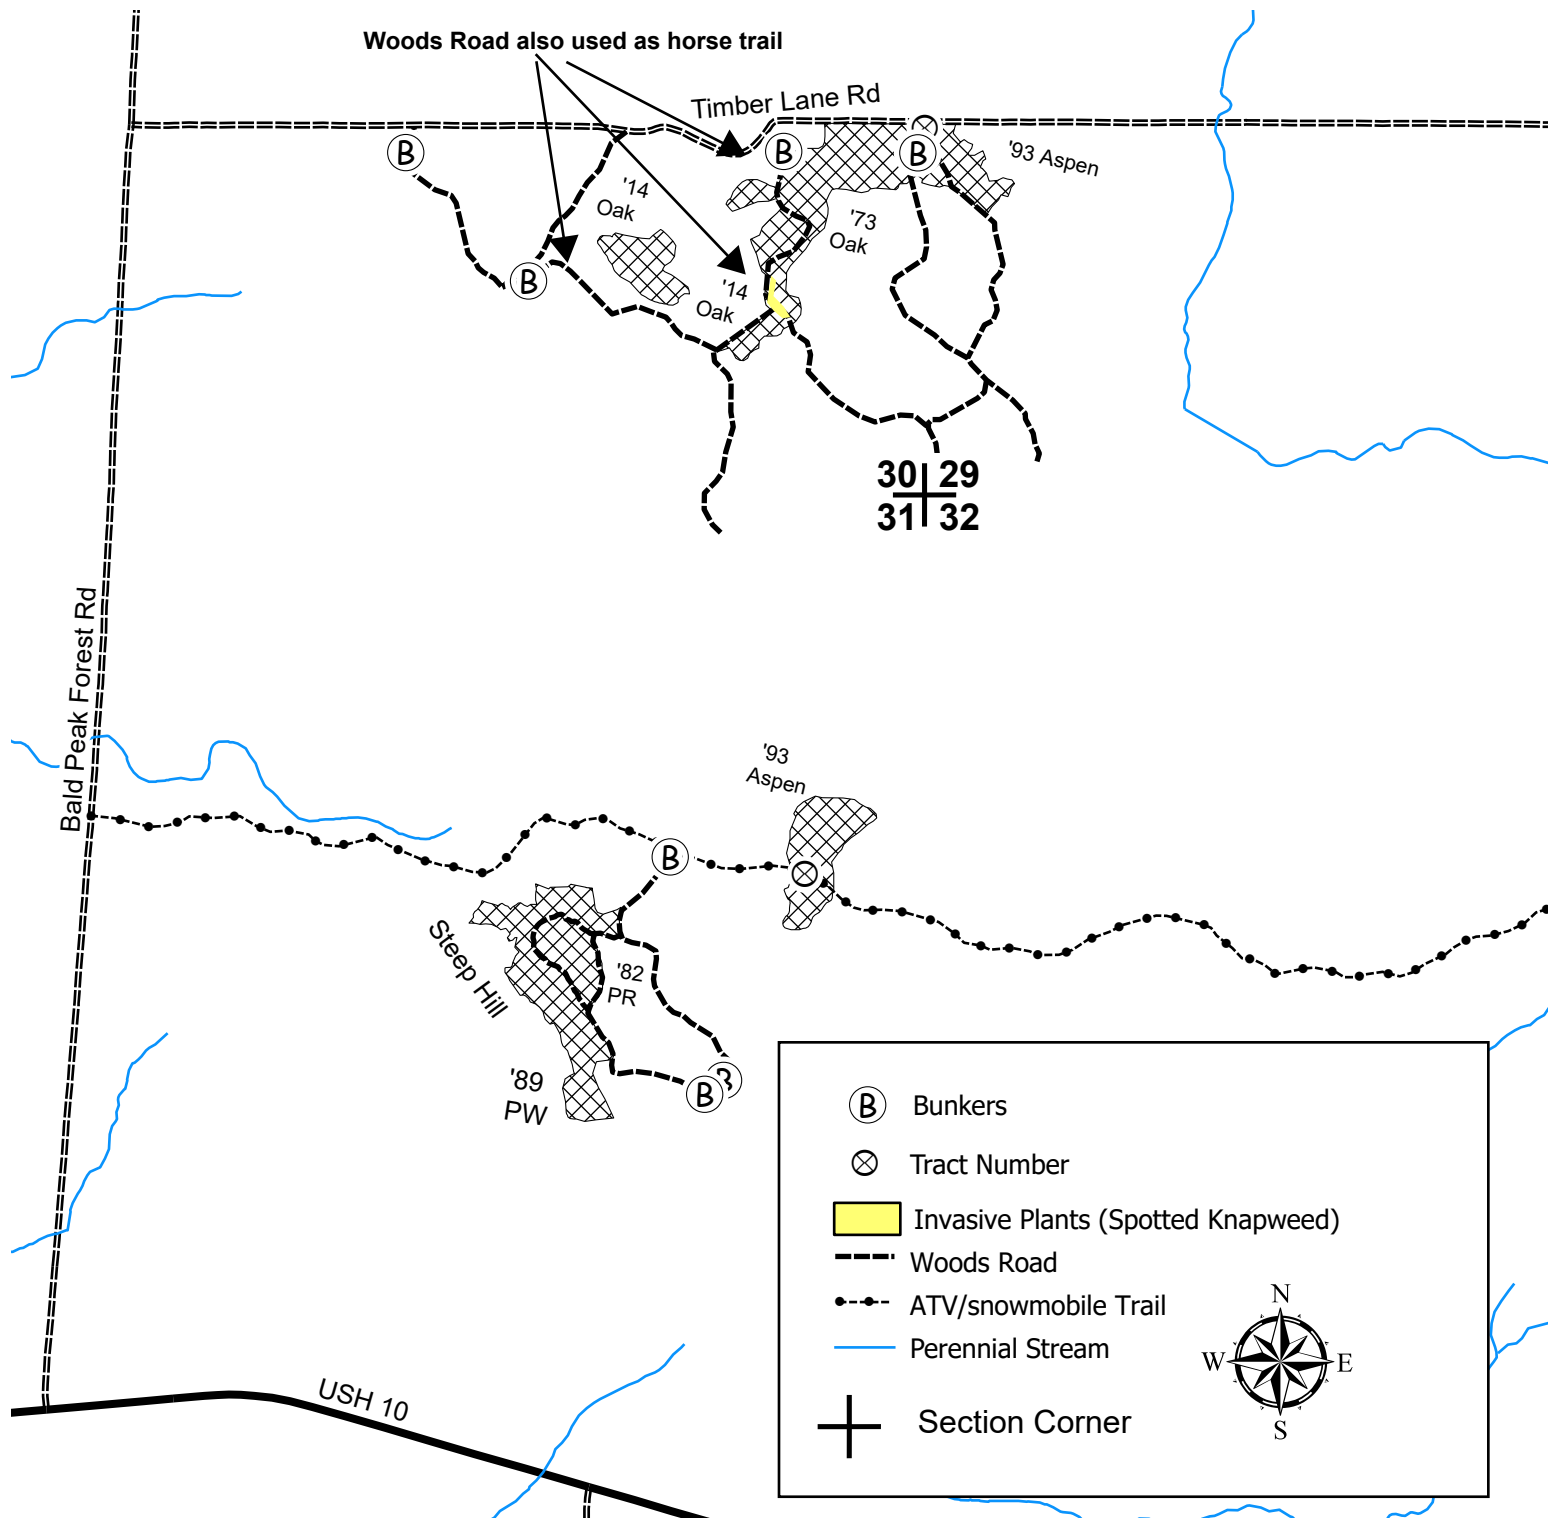 Woods Road also used as horse trail
Timber Lane Rd
B
B
B
'93 Aspen
'14
Oak
'73
Oak
B
'14
Oak
30 29
31 32
Bald Peak Forest Rd
'93
Aspen
B
Steep Hill
'82
PR
'89
PW
B
B
B Bunkers
Tract Number
Invasive Plants (Spotted Knapweed)
Woods Road
ATV/snowmobile Trail
Perennial Stream
Section Corner
N
W E
S
USH 10